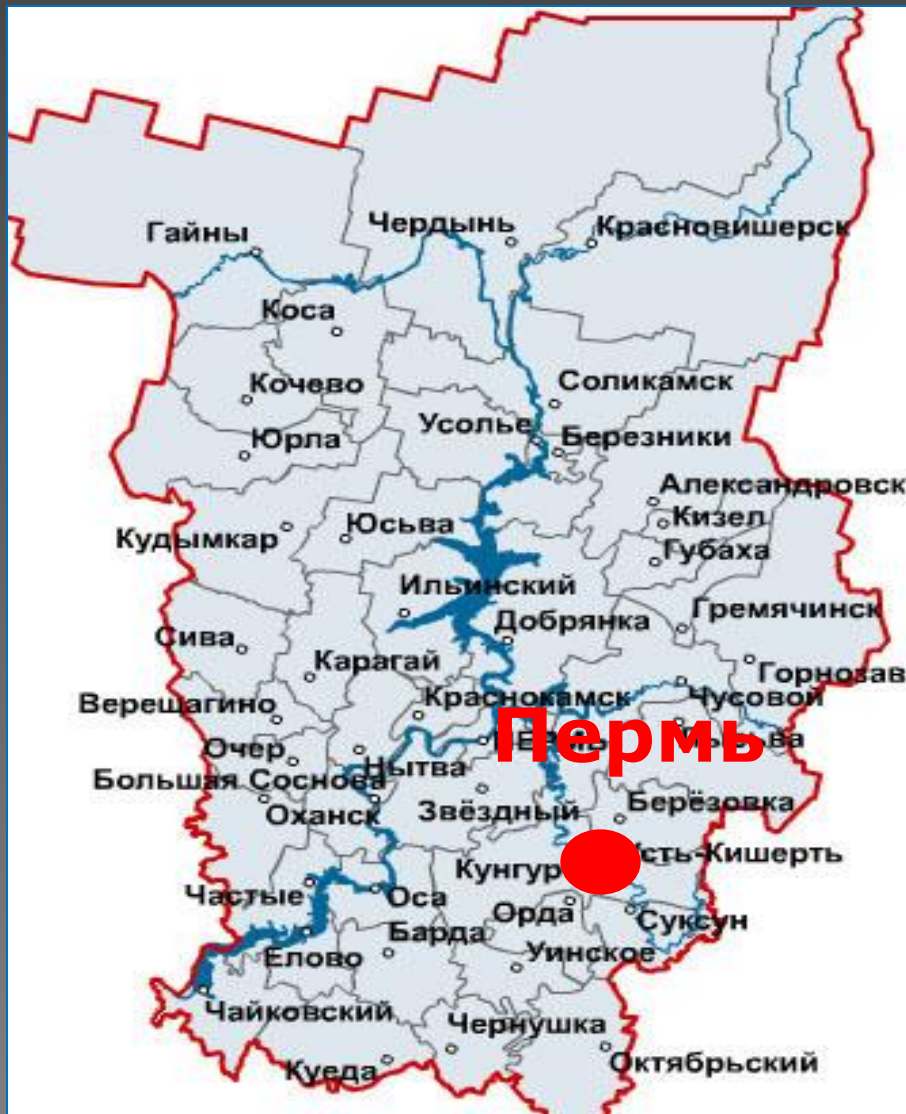 Чердынь
Красновишерск
Гайны
Коса
Кочево
Соликамск
Усолье
Юрла
Березники
Александровск
Кизел
Юсьва
Кудымкар
Губаха
Ильинский
Гремячинск
Добрянка
Сива
Карагай
Горнозав
Чусовой
Краснокамск
Верещагино
Пермь
Очер
Нытва
Большая Соснова
Звёздный
Берёзовка
Оханск
Усть-Кишерть
Кунгур
Частые
Оса
Орда
Суксун
Барда
Елово
Уинское
Чайковский
Чернушка
Куеда
Октябрьский